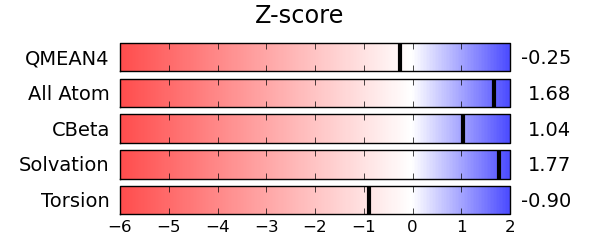 Z-score
QMEAN4 -0.25
All Atom 1.68
CBeta 1.04
Solvation 1.77
Torsion -0.90
−6 −5 −4 −3 −2 −1 0 1 2